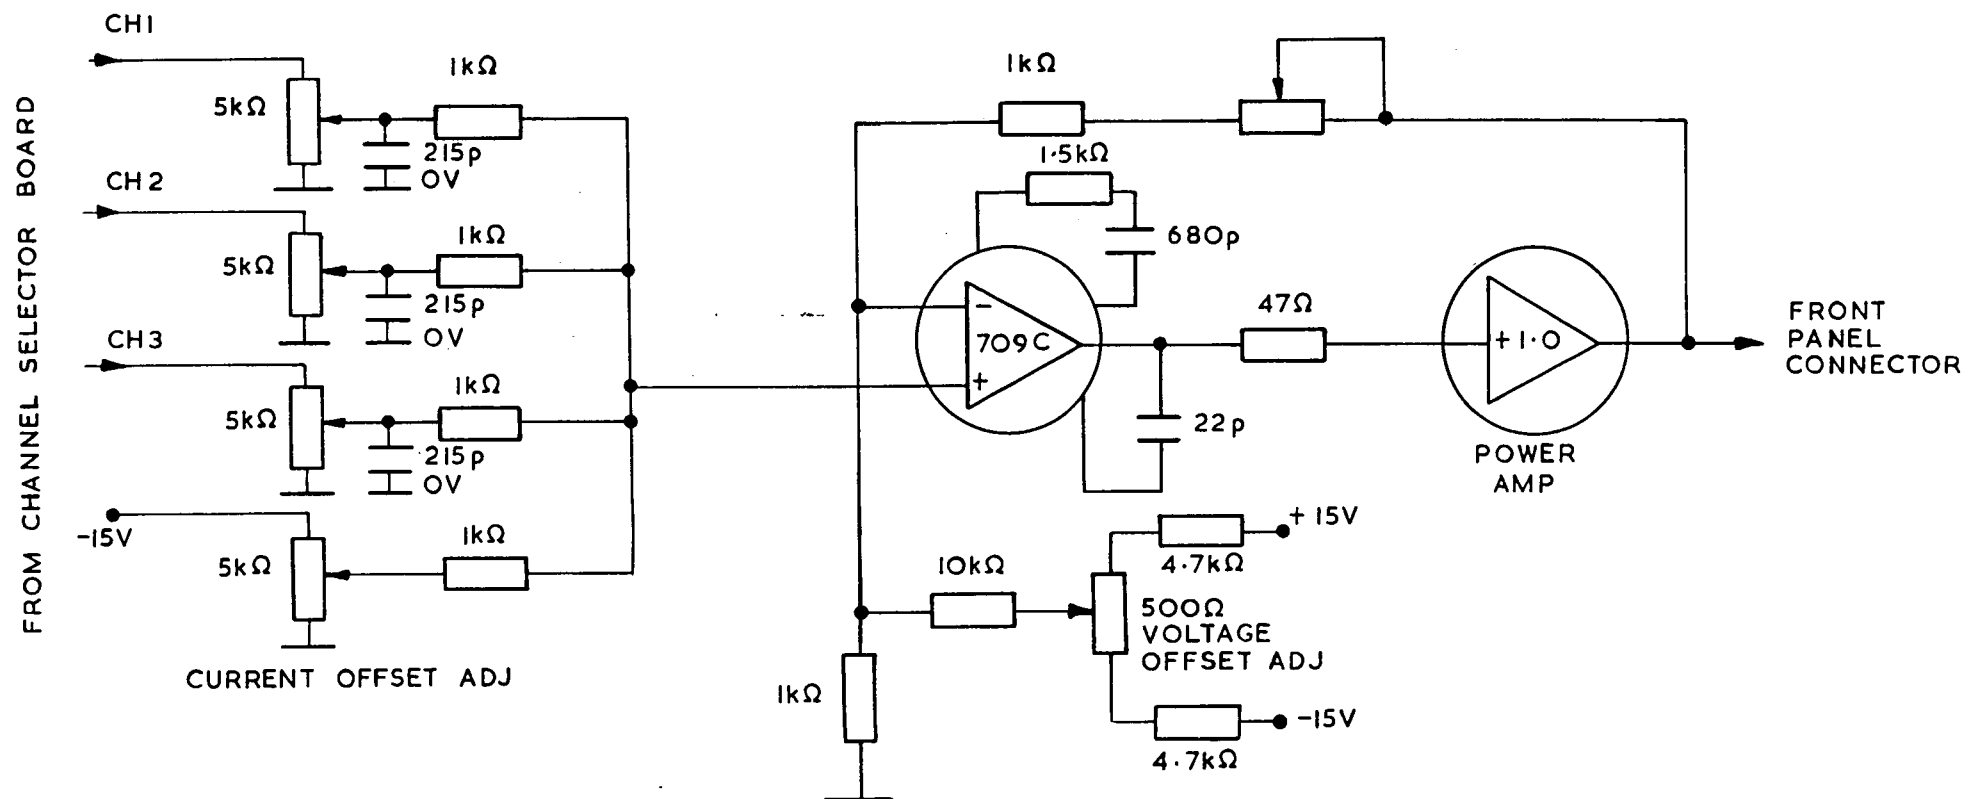 FROM CHANNEL SELECTOR BOARD
CH1
5kΩ
1kΩ
215p
0V
CH2
5kΩ
1kΩ
215p
0V
CH3
5kΩ
1kΩ
215p
0V
-15V
5kΩ
1kΩ
CURRENT OFFSET ADJ
1kΩ
1·5kΩ
680p
-
709C
+
47Ω
22p
+1·0
POWER
AMP
FRONT
PANEL
CONNECTOR
+15V
4·7kΩ
10kΩ
500Ω
VOLTAGE
OFFSET ADJ
1kΩ
-15V
4·7kΩ